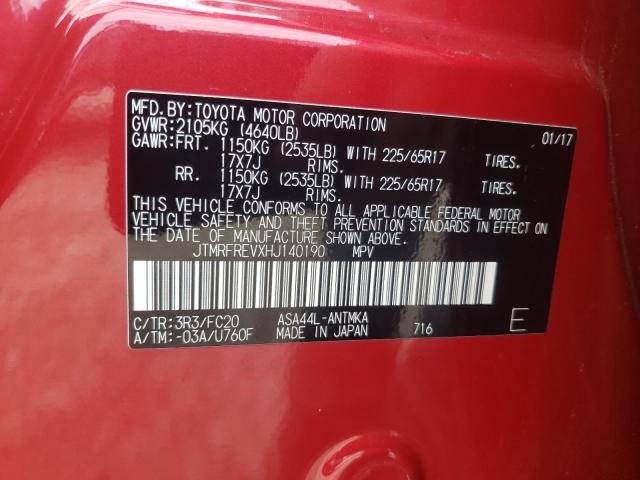 MFD.BY:TOYOTA MOTOR CORPORATION 01/17
GVWR:2105KG (4640LB)
GAWR:FRT. 1150KG (2535LB) WITH 225/65R17 TIRES.
17X7J RIMS.
RR. 1150KG (2535LB) WITH 225/65R17 TIRES.
17X7J RIMS.
THIS VEHICLE CONFORMS TO ALL APPLICABLE FEDERAL MOTOR
VEHICLE SAFETY AND THEFT PREVENTION STANDARDS IN EFFECT ON
THE DATE OF MANUFACTURE SHOWN ABOVE.
JTMRFREVXHJ140190 MPV
C/TR:3R3/FC20 ASA44L-ANTMKA
A/TM:-03A/U760F MADE IN JAPAN 716 E